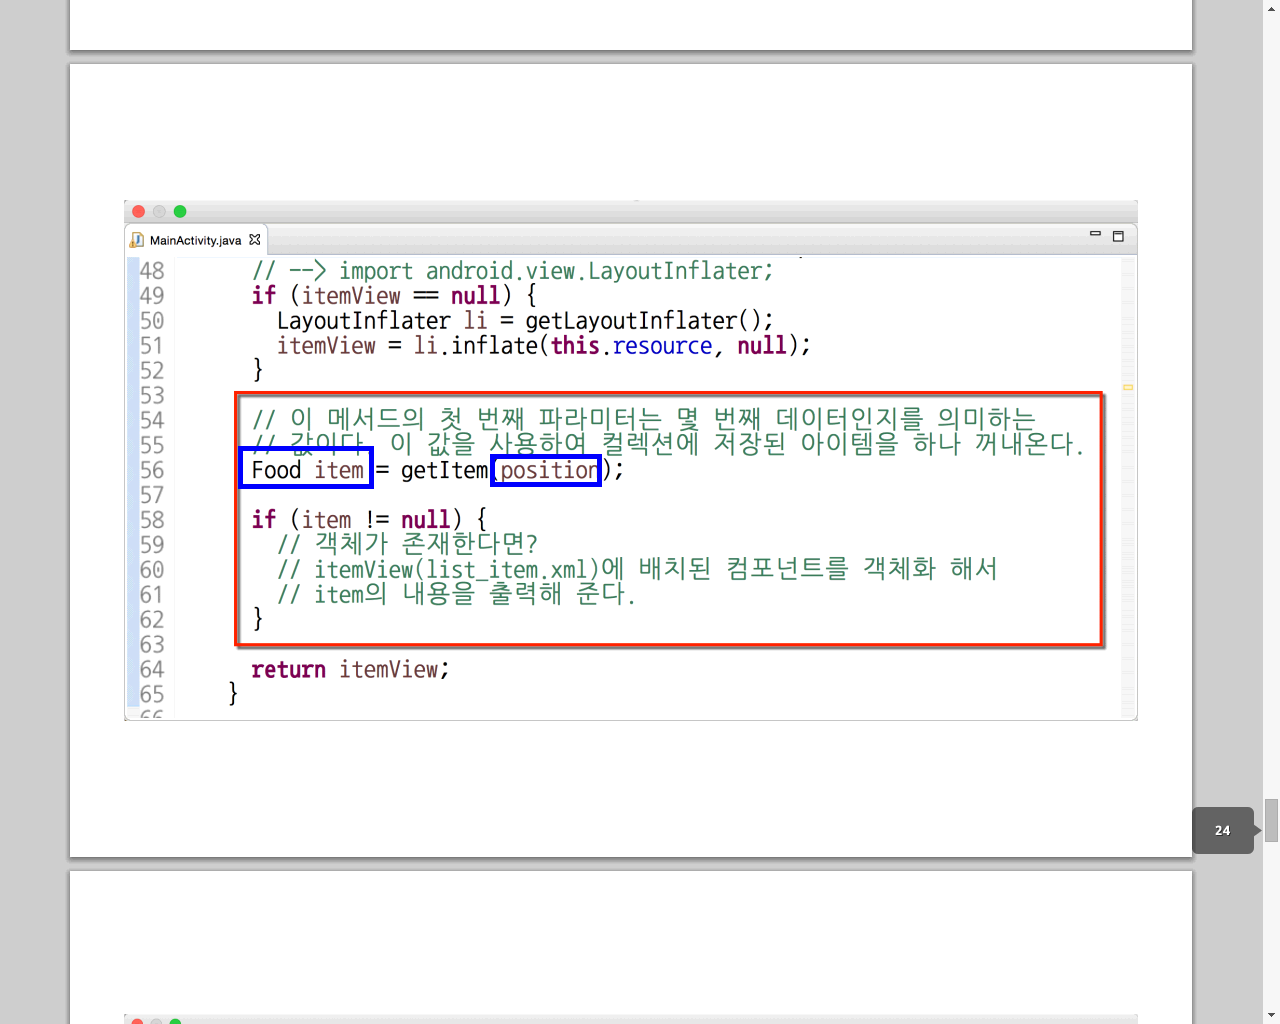 MainActivity.java
48 // --> import android.view.LayoutInflater;
49 if (itemView == null) {
50 LayoutInflater li = getLayoutInflater();
51 itemView = li.inflate(this.resource, null);
52 }
53
54 // 이 메서드의 첫 번째 파라미터는 몇 번째 데이터인지를 의미하는
55 // 값이다. 이 값을 사용하여 컬렉션에 저장된 아이템을 하나 꺼내온다.
56 Food item = getItem(position);
57
58 if (item != null) {
59 // 객체가 존재한다면?
60 // itemView(list_item.xml)에 배치된 컴포넌트를 객체화 해서
61 // item의 내용을 출력해 준다.
62 }
63
64 return itemView;
65 }
66
24